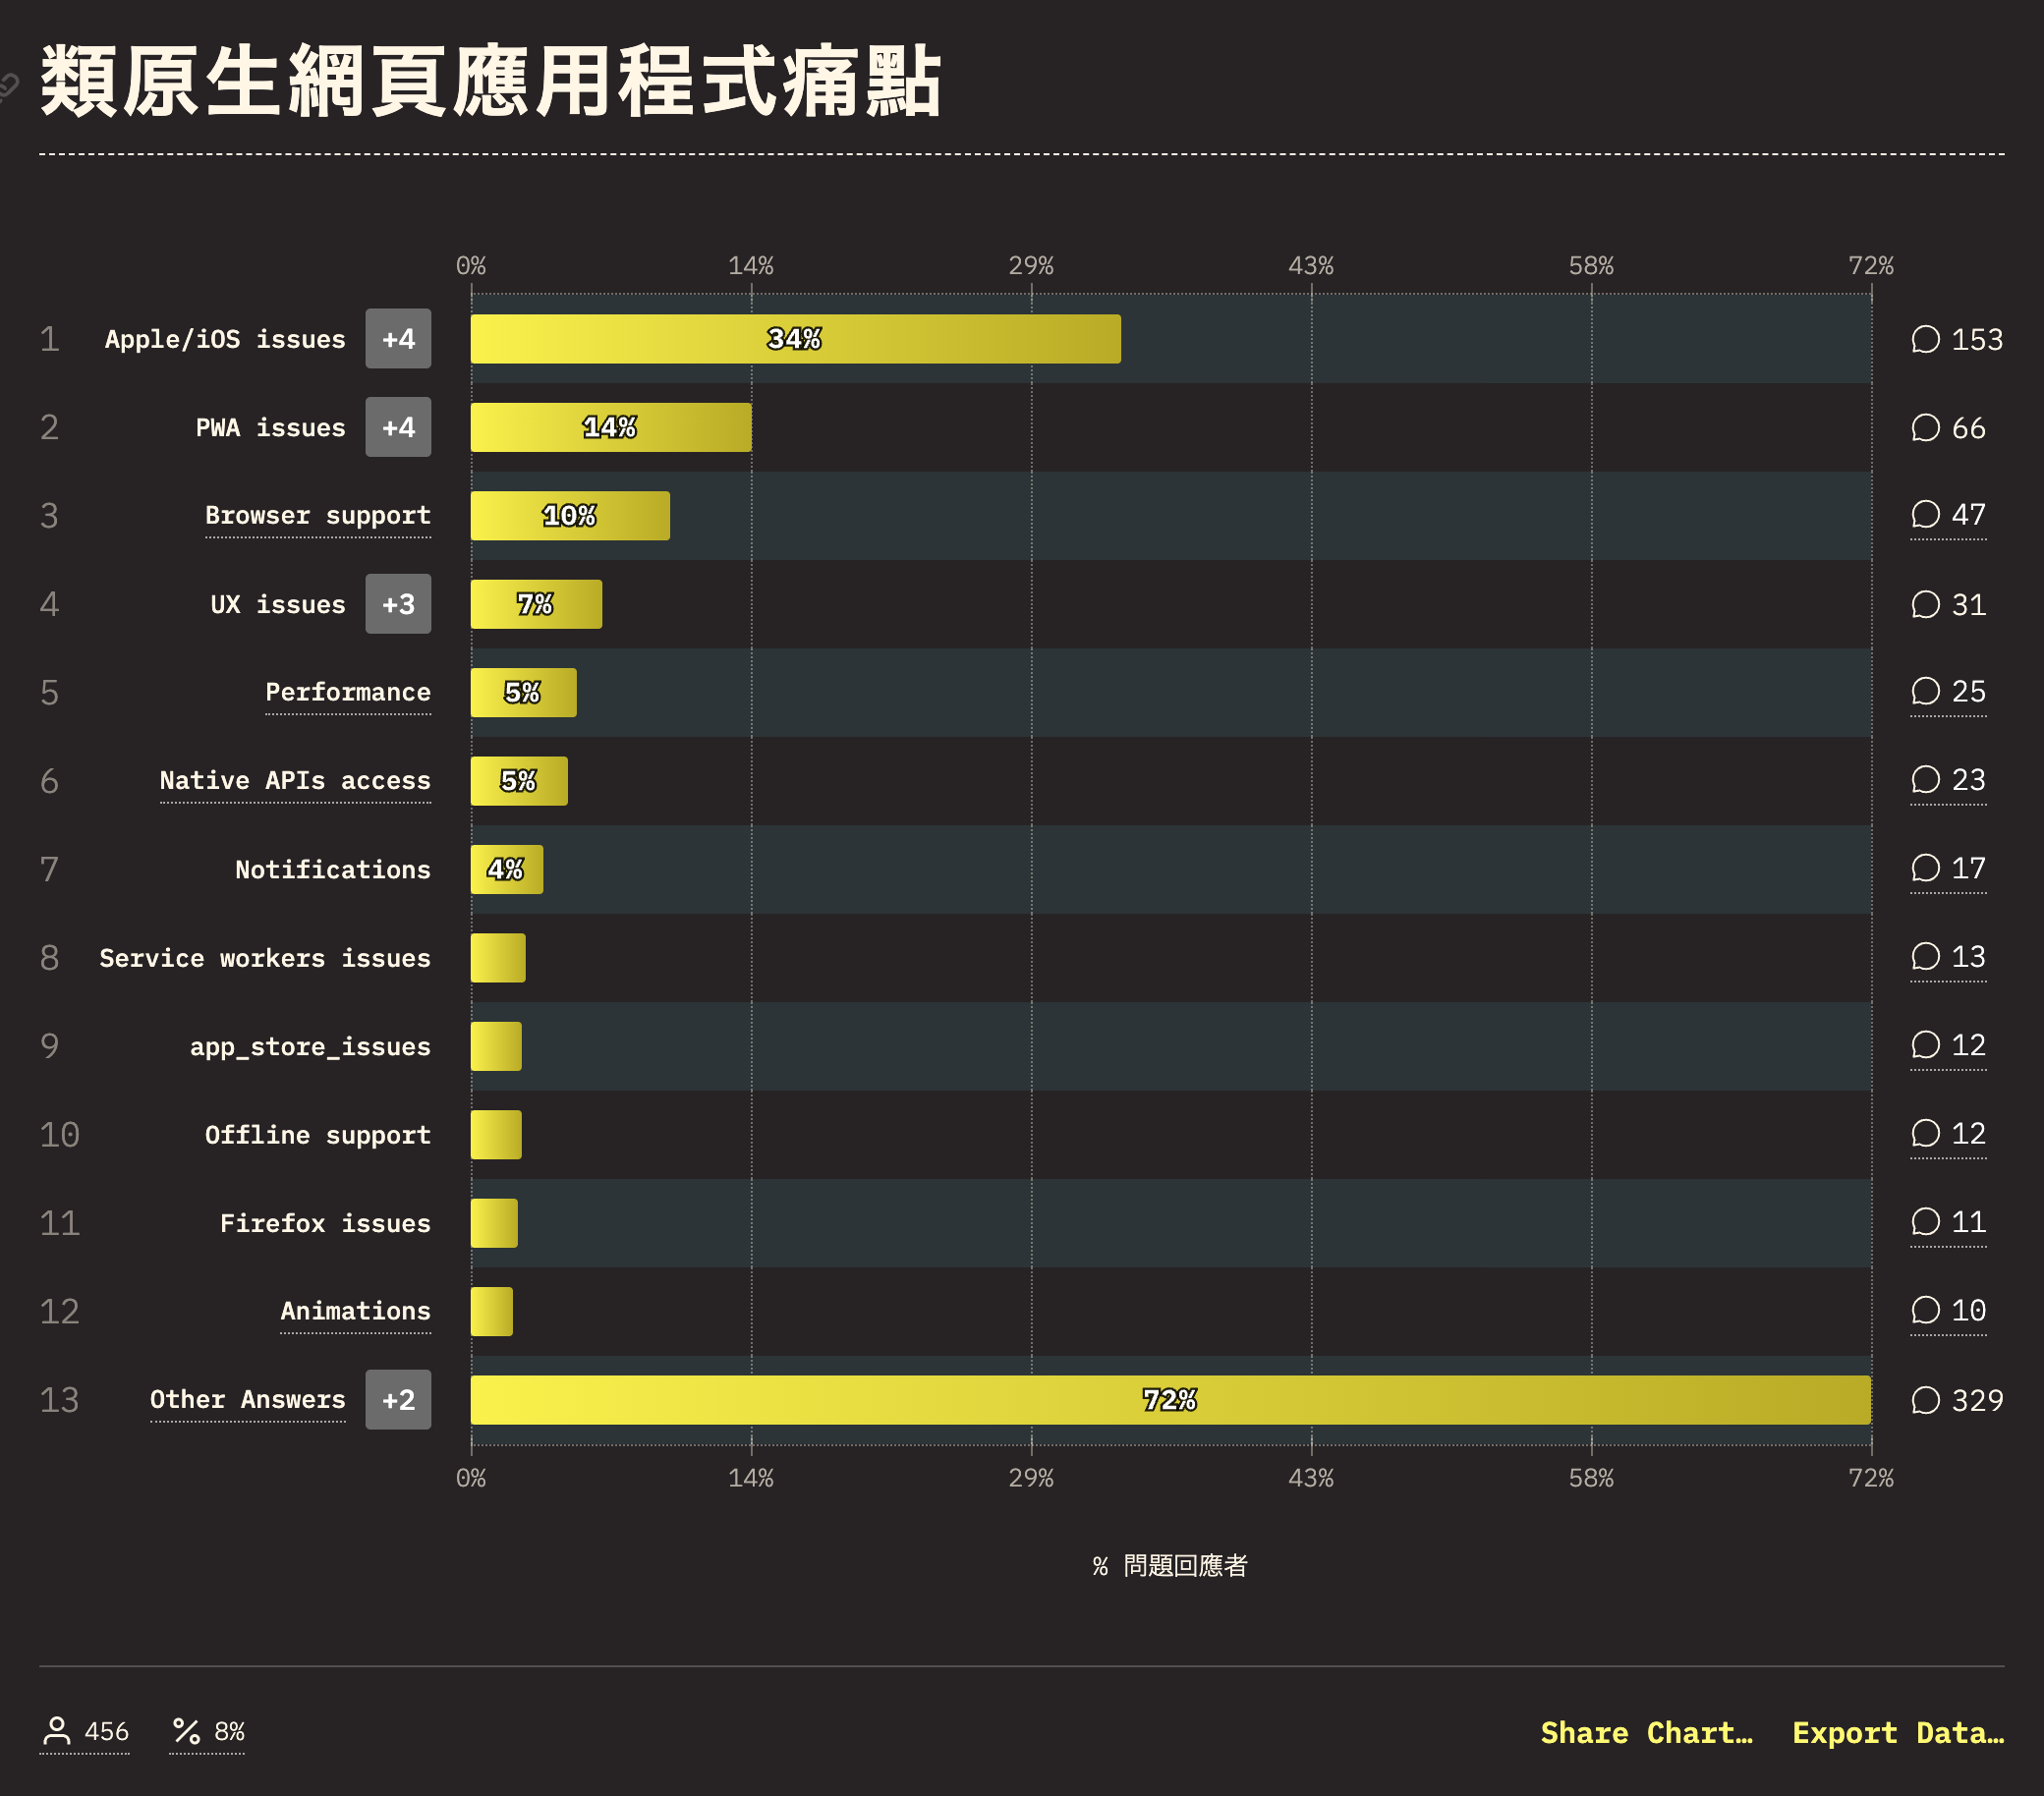 類原生網頁應用程式痛點
0% 14% 29% 43% 58% 72%
1 Apple/iOS issues +4 34% 153
2 PWA issues +4 14% 66
3 Browser support 10% 47
4 UX issues +3 7% 31
5 Performance 5% 25
6 Native APIs access 5% 23
7 Notifications 4% 17
8 Service workers issues 13
9 app_store_issues 12
10 Offline support 12
11 Firefox issues 11
12 Animations 10
13 Other Answers +2 72% 329
0% 14% 29% 43% 58% 72%
% 問題回應者
456 8% Share Chart… Export Data…